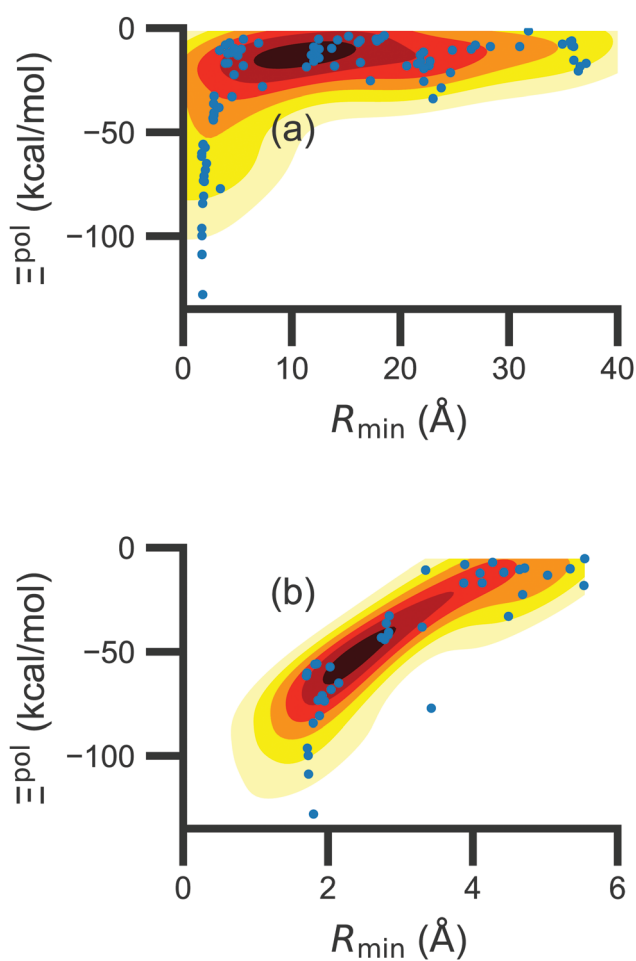 0
−50
−100
Ξpol (kcal/mol)
(a)
0 10 20 30 40
Rmin (Å)
0
−50
−100
Ξpol (kcal/mol)
(b)
0 2 4 6
Rmin (Å)